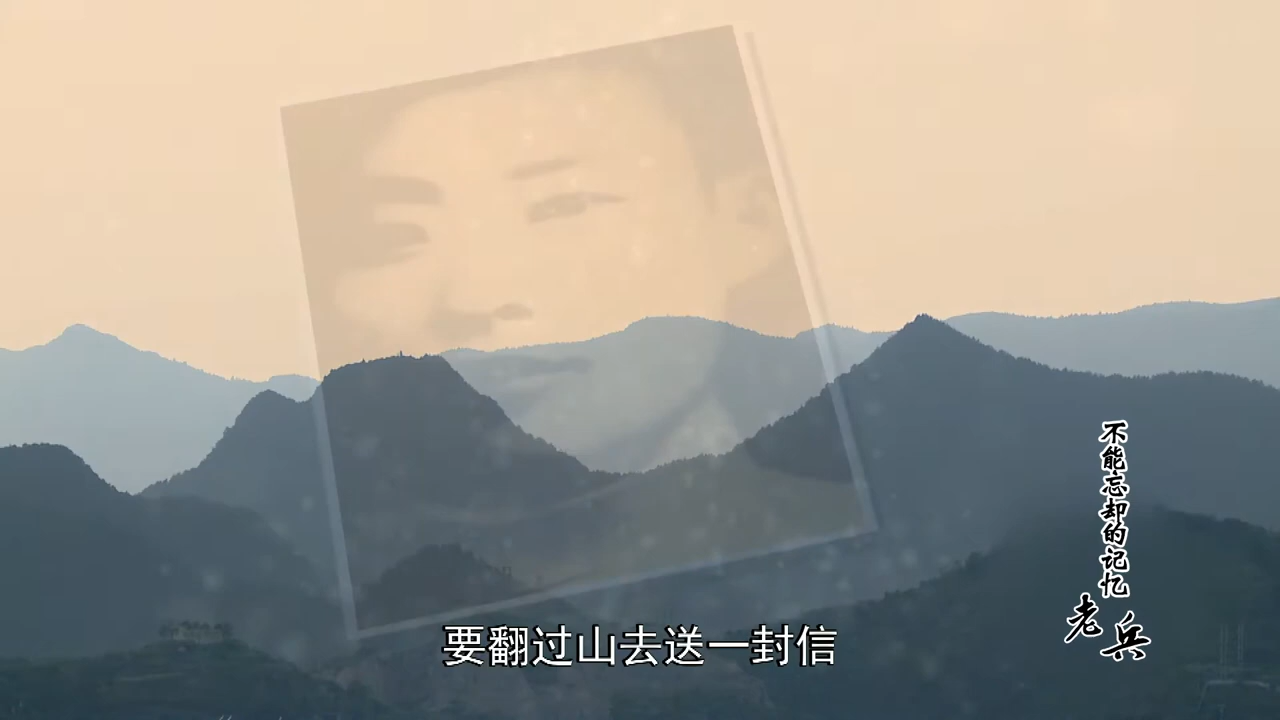 不能忘却的记忆
老兵
要翻过山去送一封信